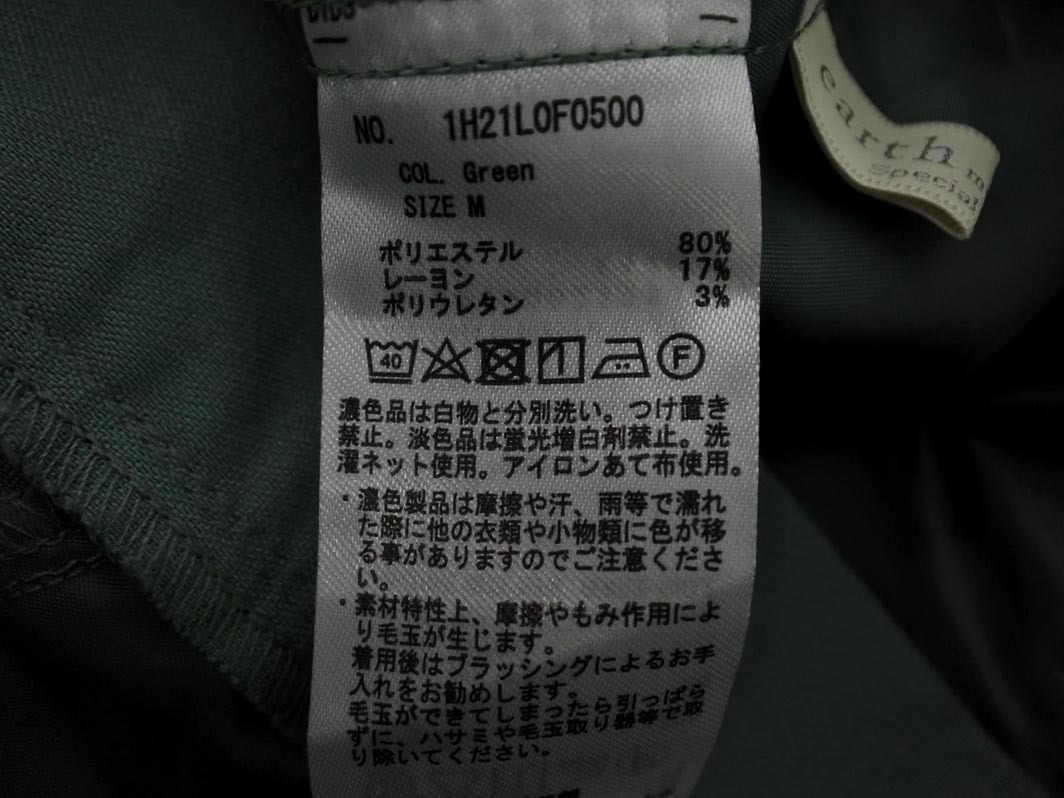 NO. 1H21L0F0500
COL. Green
SIZE M
ポリエステル 80%
レーヨン 17%
ポリウレタン 3%
40 F
濃色品は白物と分別洗い。つけ置き
禁止。淡色品は蛍光増白剤禁止。洗
濯ネット使用。アイロンあて布使用。
・濃色製品は摩擦や汗、雨等で濡れ
た際に他の衣類や小物類に色が移
る事がありますのでご注意くださ
い。
・素材特性上、摩擦やもみ作用によ
り毛玉が生じます。
着用後はブラッシングによるお手
入れをお勧めします。
毛玉ができてしまったら引っぱら
ずに、ハサミや毛玉取り器等で取
り除いてください。
earth m
Special